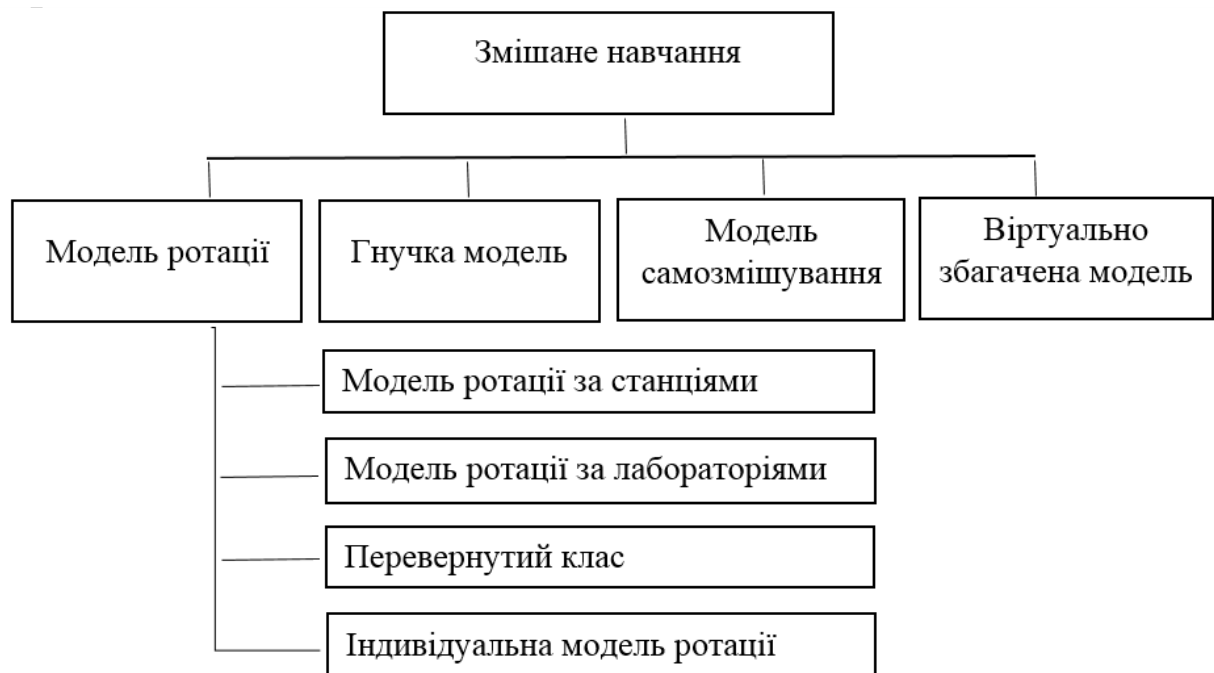 Змішане навчання
Модель ротації
Гнучка модель
Модель
самозмішування
Віртуально
збагачена модель
Модель ротації за станціями
Модель ротації за лабораторіями
Перевернутий клас
Індивідуальна модель ротації